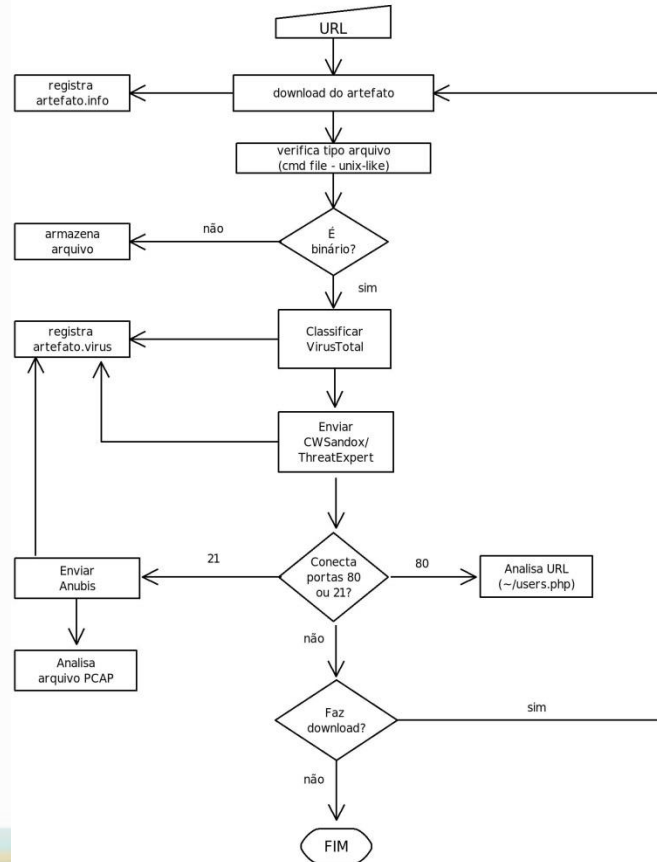 URL
registra
artefato.info
download do artefato
verifica tipo arquivo
(cmd file - unix-like)
armazena
arquivo
não
É
binário?
sim
registra
artefato.virus
Classificar
VirusTotal
Enviar
CWSandox/
ThreatExpert
Enviar
Anubis
21
Conecta
portas 80
ou 21?
80
Analisa URL
(~/users.php)
não
Analisa
arquivo PCAP
Faz
download?
sim
não
FIM